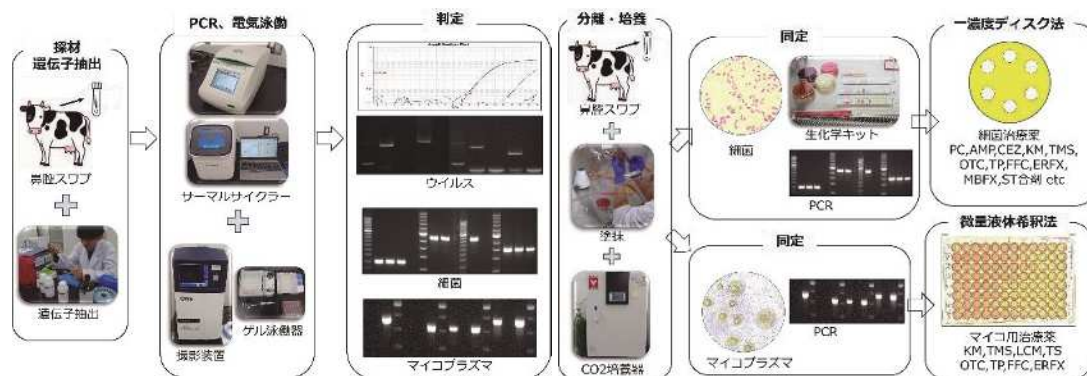 採材
遺伝子抽出
鼻腔スワブ
遺伝子抽出
PCR、電気泳働
サーマルサイクラー
ゲル泳働器
撮影装置
判定
ウイルス
細菌
マイコプラズマ
分離・培養
鼻腔スワブ
塗抹
CO2培養器
同定
細菌
生化学キット
PCR
同定
マイコプラズマ
PCR
一濃度ディスク法
細菌治療薬
PC,AMP,CEZ,KM,TMS,
OTC,TP,FFC,ERFX,
MBFX,ST合剤 etc
微量液体希釈法
マイコ用治療薬
KM,TMS,LCM,TS
OTC,TP,FFC,ERFX